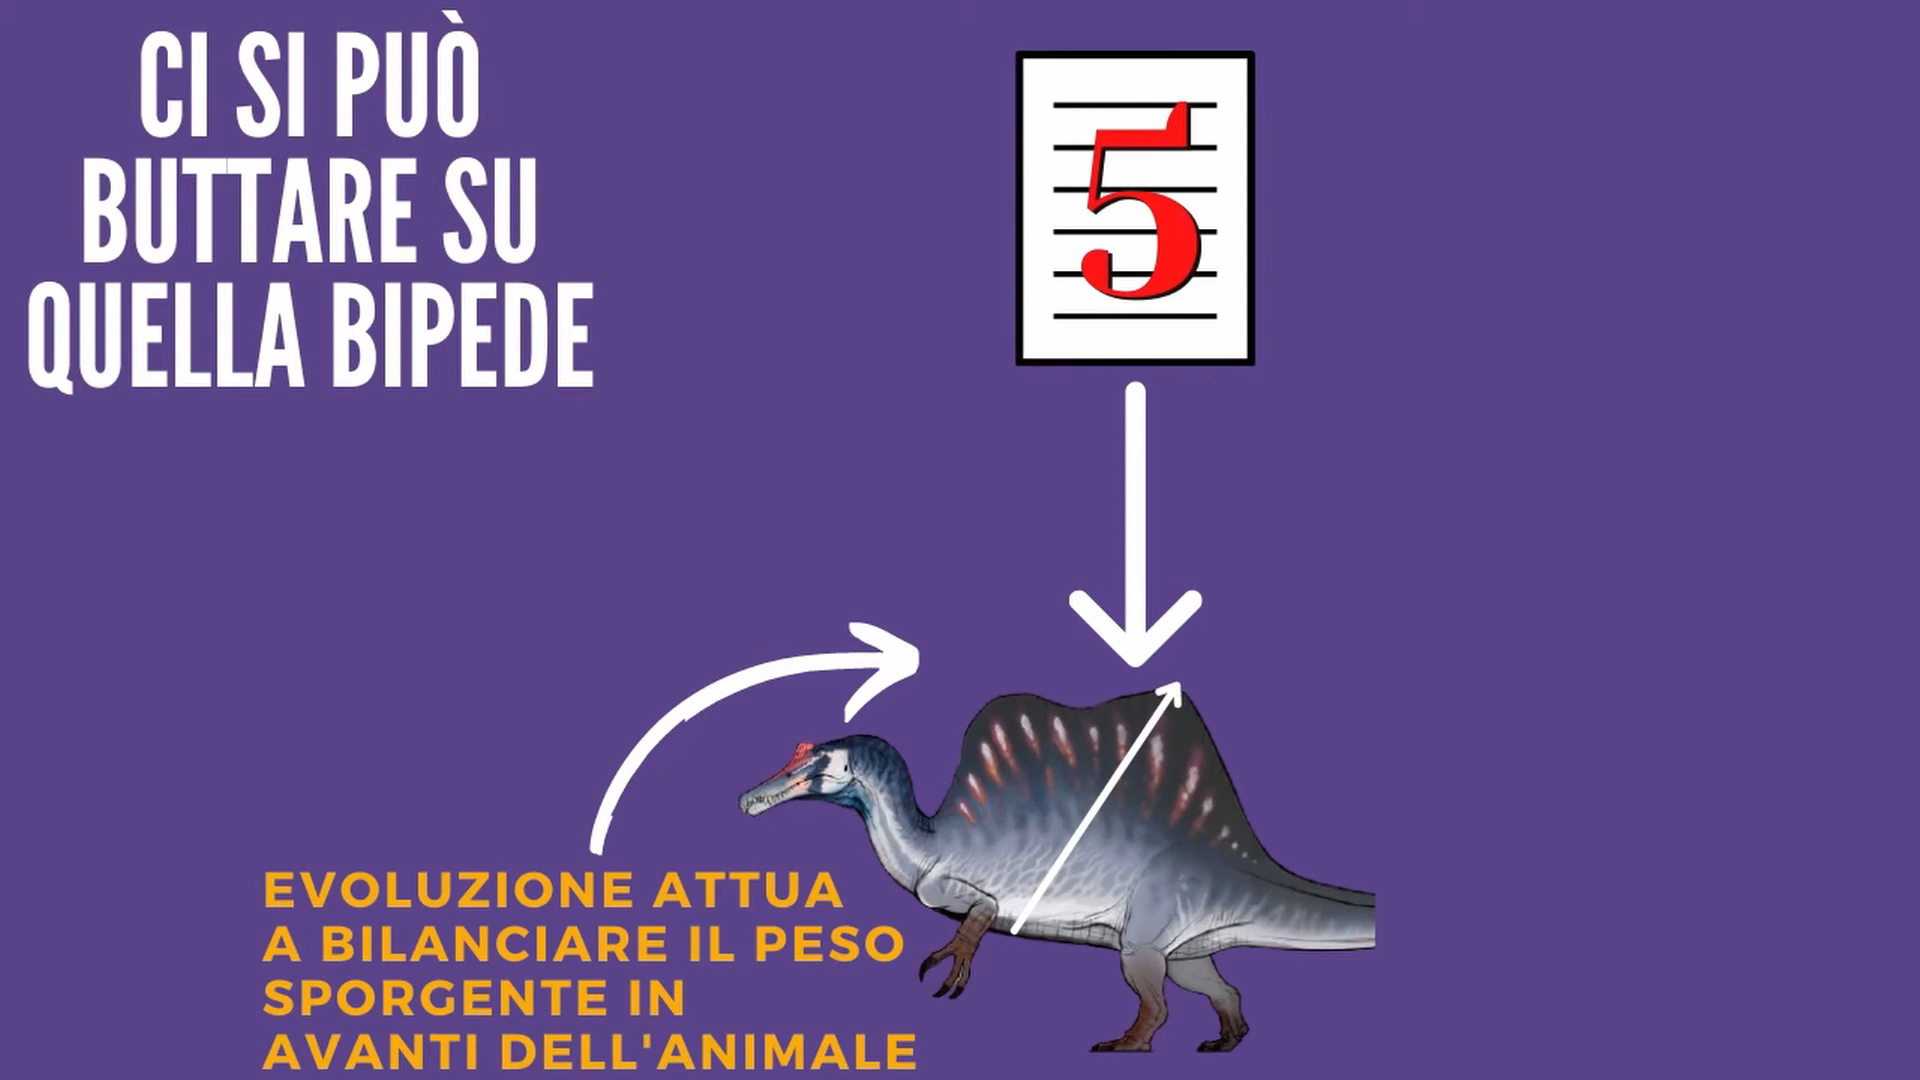 CI SI PUÒ
BUTTARE SU
QUELLA BIPEDE
5
EVOLUZIONE ATTUA
A BILANCIARE IL PESO
SPORGENTE IN
AVANTI DELL'ANIMALE